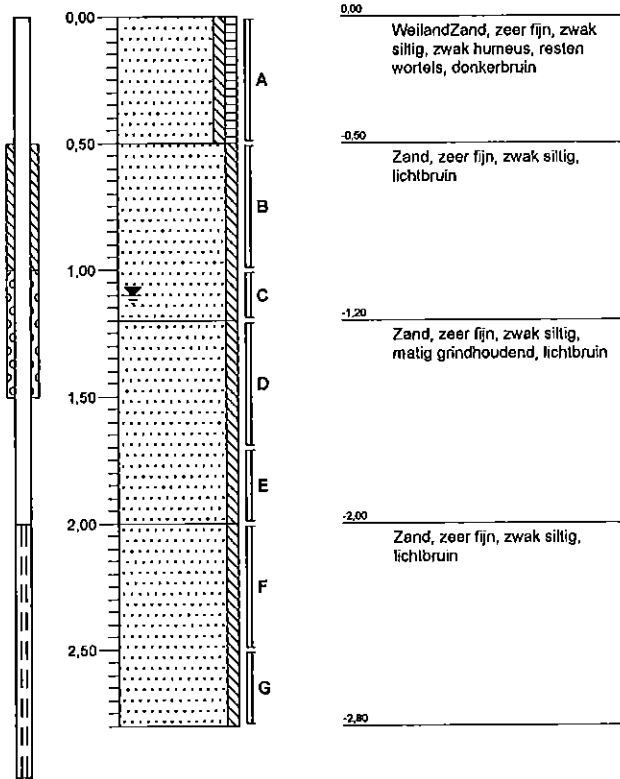 0,00
A
0,50
B
1,00
C
D
1,50
E
2,00
F
2,50
G
0,00
WeilandZand, zeer fijn, zwak
siltig, zwak humeus, resten
wortels, donkerbruin
-0,50
Zand, zeer fijn, zwak siltig,
lichtbruin
-1,20
Zand, zeer fijn, zwak siltig,
matig grindhoudend, lichtbruin
-2,00
Zand, zeer fijn, zwak siltig,
lichtbruin
-2,80